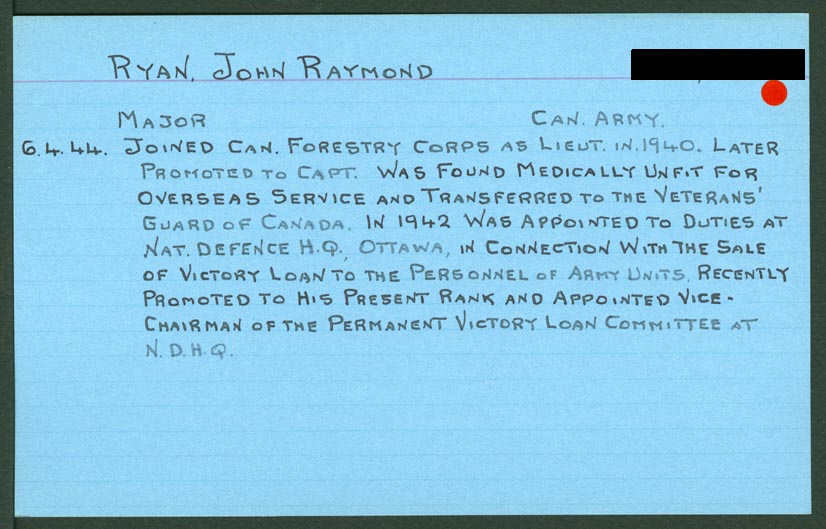 RYAN, JOHN RAYMOND
MAJOR CAN. ARMY.
6.4.44. JOINED CAN. FORESTRY CORPS AS LIEUT. IN 1940. LATER
PROMOTED TO CAPT. WAS FOUND MEDICALLY UNFIT FOR
OVERSEAS SERVICE AND TRANSFERRED TO THE VETERANS'
GUARD OF CANADA. IN 1942 WAS APPOINTED TO DUTIES AT
NAT. DEFENCE H.Q., OTTAWA, IN CONNECTION WITH THE SALE
OF VICTORY LOAN TO THE PERSONNEL OF ARMY UNITS. RECENTLY
PROMOTED TO HIS PRESENT RANK AND APPOINTED VICE-
CHAIRMAN OF THE PERMANENT VICTORY LOAN COMMITTEE AT
N.D.H.Q.